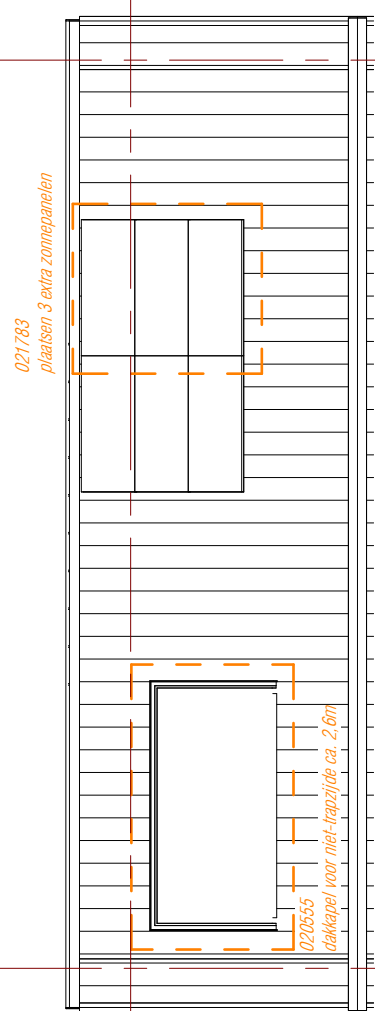 021783
plaatsen 3 extra zonnepanelen
020555
dakkapel voor niet-trapzijde ca. 2,6m